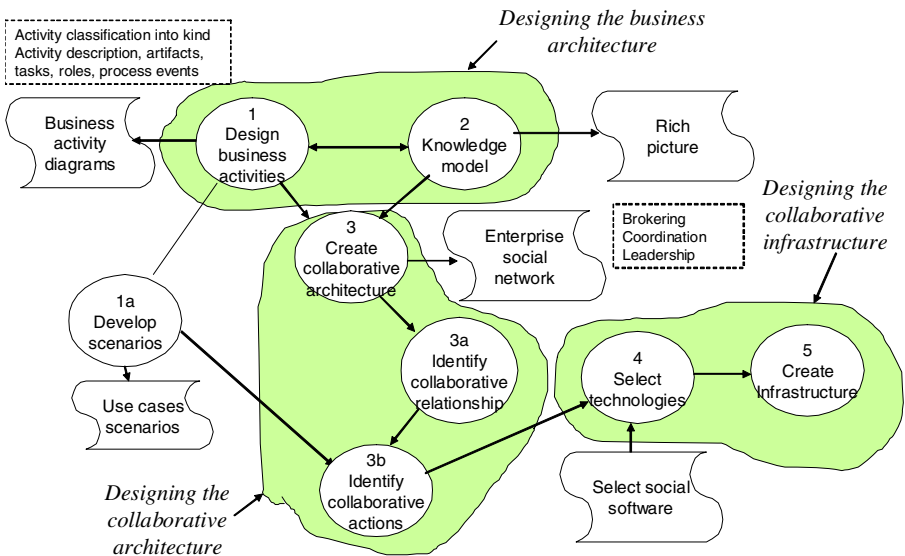 Designing the business
architecture
Activity classification into kind
Activity description, artifacts,
tasks, roles, process events
Business
activity
diagrams
1
Design
business
activities
2
Knowledge
model
Rich
picture
Designing the
collaborative
infrastructure
Brokering
Coordination
Leadership
3
Create
collaborative
architecture
Enterprise
social
network
1a
Develop
scenarios
3a
Identify
collaborative
relationship
4
Select
technologies
5
Create
Infrastructure
Use cases
scenarios
3b
Identify
collaborative
actions
Select social
software
Designing the
collaborative
architecture